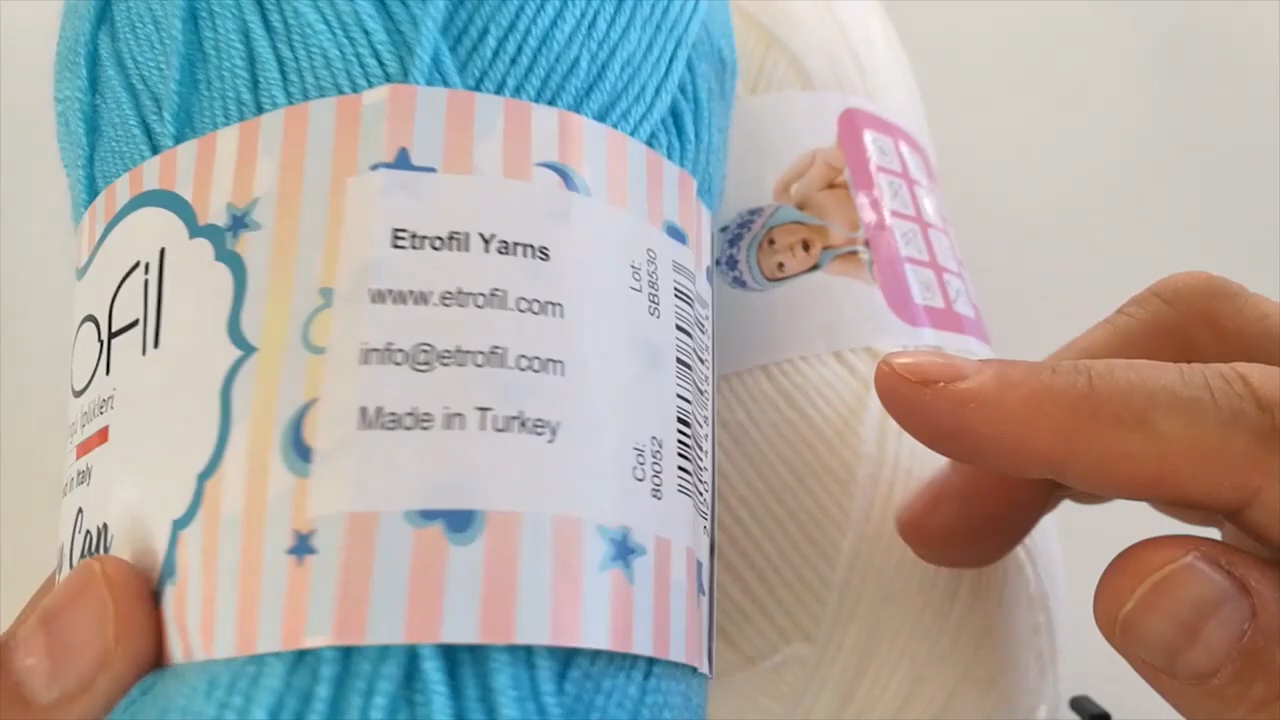 ofil
İplikleri
in Italy
Can
Etrofil Yarns
www.etrofil.com
info@etrofil.com
Made in Turkey
Lot:
SB8530
Col:
80052